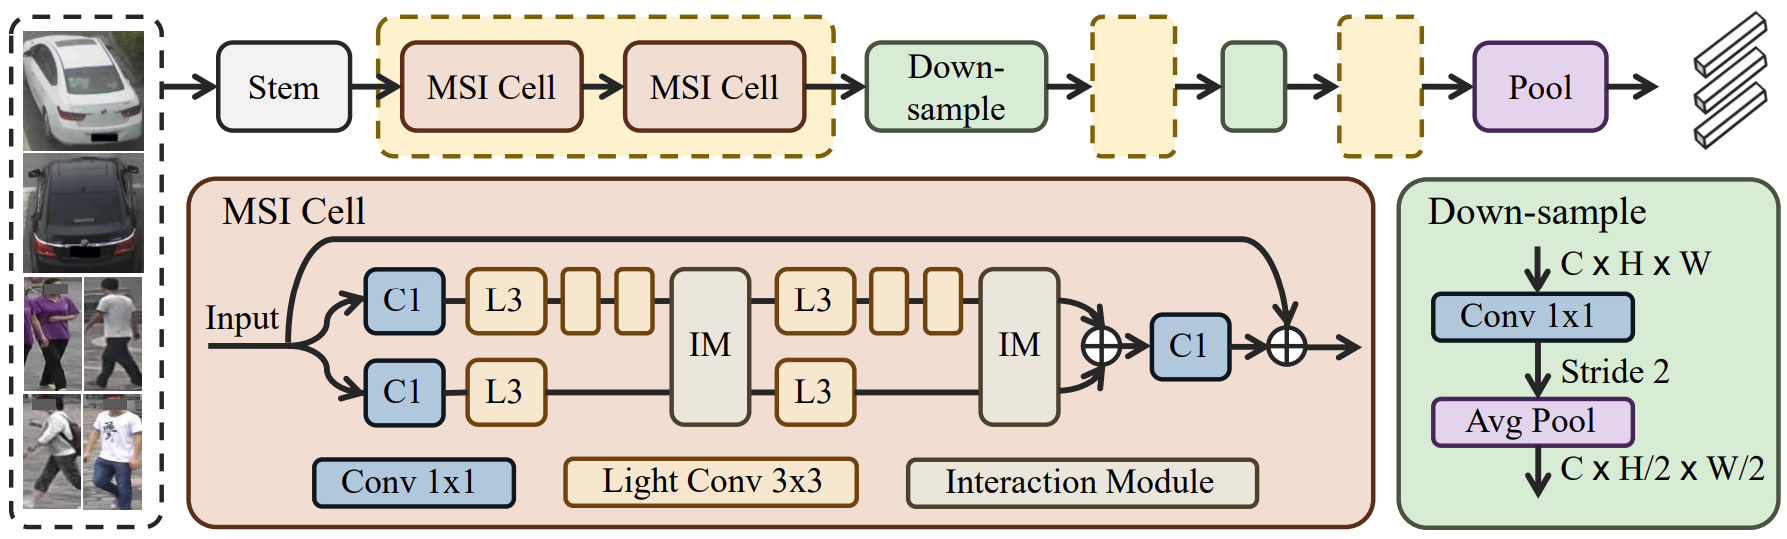 Stem
MSI Cell
MSI Cell
Down-
sample
Pool
MSI Cell
Input
C1
L3
IM
L3
IM
C1
L3
L3
C1
Conv 1x1
Light Conv 3x3
Interaction Module
Down-sample
C x H x W
Conv 1x1
Stride 2
Avg Pool
C x H/2 x W/2